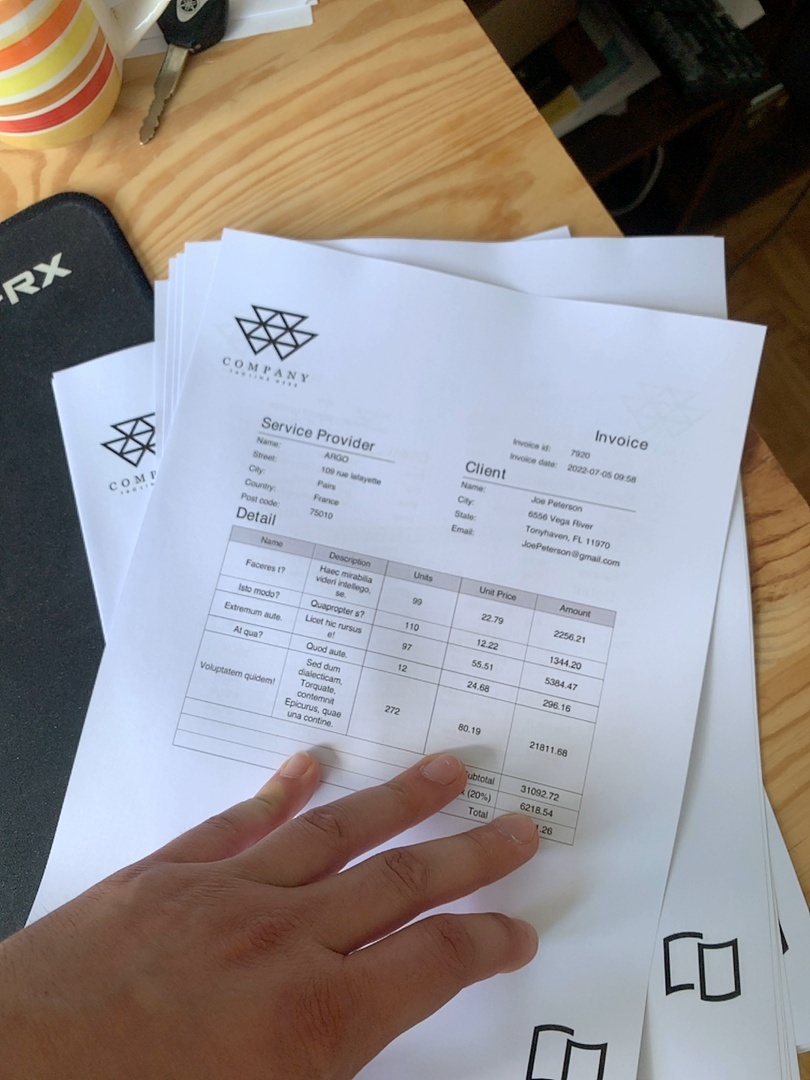 RX
COMPANY
TAGLINE HERE
COMP
Invoice
Invoice id: 7920
Invoice date: 2022-07-05 09:58
Service Provider
Name: ARGO
Street: 109 rue lafayette
City: Pairs
Country: France
Post code: 75010
Client
Name: Joe Peterson
City: 6556 Vega River
State: Tonyhaven, FL 11970
Email: JoePeterson@gmail.com
Detail
Name Description Units Unit Price Amount
Faceres t? Haec mirabilia videri intellego, se. 99 22.79 2256.21
Isto modo? Quapropter s? 110 12.22 1344.20
Extremum aute. Licet hic rursus e! 97 55.51 5384.47
At qua? Quod aute. 12 24.68 296.16
Voluptatem quidem! Sed dum dialecticam, Torquate, contemnit Epicurus, quae una contine. 272 80.19 21811.68
ubtotal 31092.72
(20%) 6218.54
Total 1.26